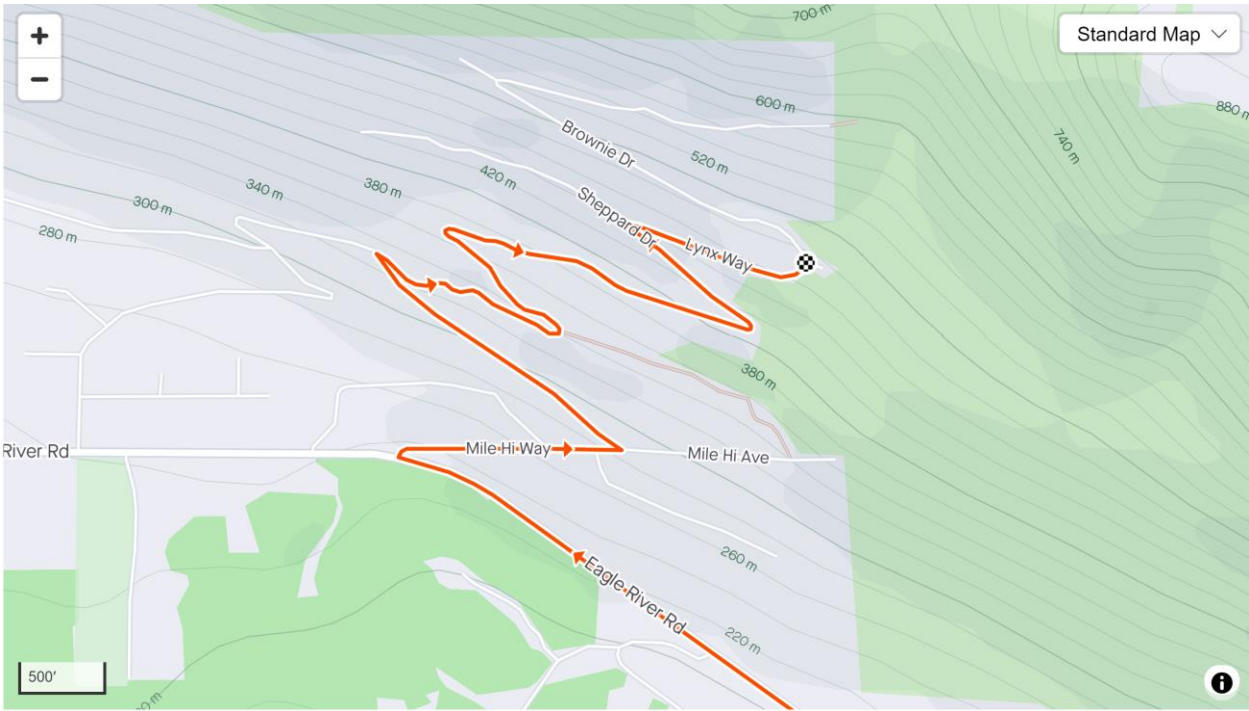 +
−
700 m
Standard Map
600 m
880 m
740 m
Brownie Dr
520 m
420 m
380 m
340 m
300 m
280 m
Sheppard Dr
Lynx Way
380 m
River Rd
Mile Hi Way
Mile Hi Ave
260 m
Eagle River Rd
220 m
500'
i